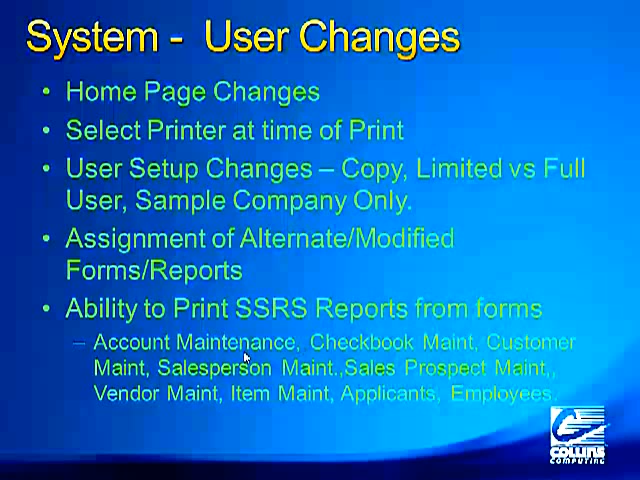 System -  User Changes
• Home Page Changes
• Select Printer at time of Print
• User Setup Changes – Copy, Limited vs Full
User, Sample Company Only.
• Assignment of Alternate/Modified
Forms/Reports
• Ability to Print SSRS Reports from forms
– Account Maintenance, Checkbook Maint, Customer
Maint, Salesperson Maint.,Sales Prospect Maint,,
Vendor Maint, Item Maint, Applicants, Employees.
COLLINS
COMPUTING